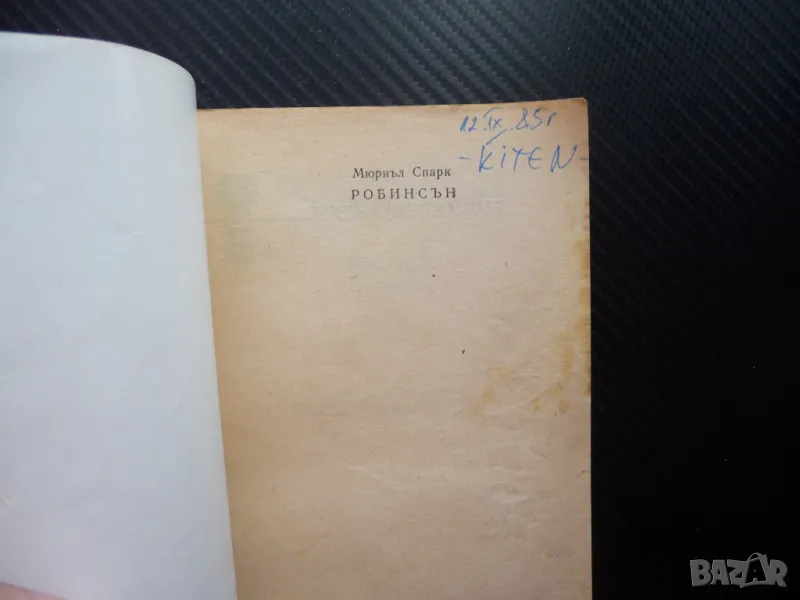 12.IX.85г
-KiTEN-
Мюриъл Спарк
РОБИНСЪН
BAZAR